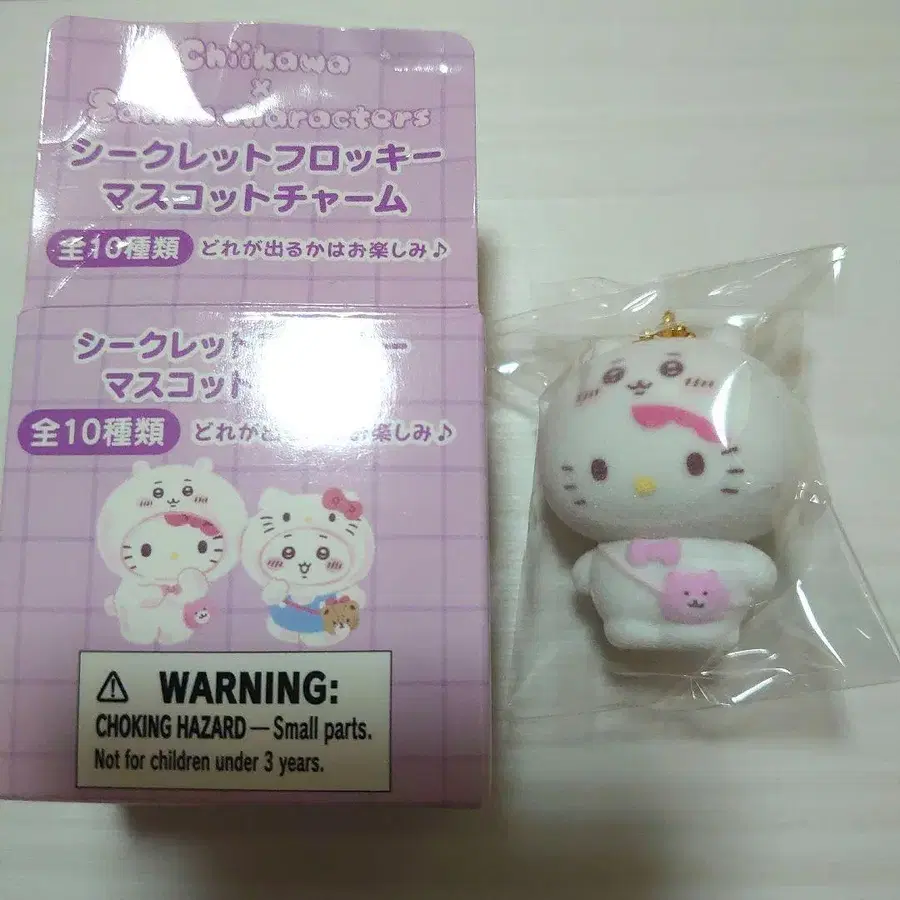 Chiikawa
×
Characters
シークレットフロッキー
マスコットチャーム
全10種類 どれが出るかはお楽しみ♪
シークレット
マスコット
全10種類 どれが お楽しみ♪
WARNING:
CHOKING HAZARD — Small parts.
Not for children under 3 years.